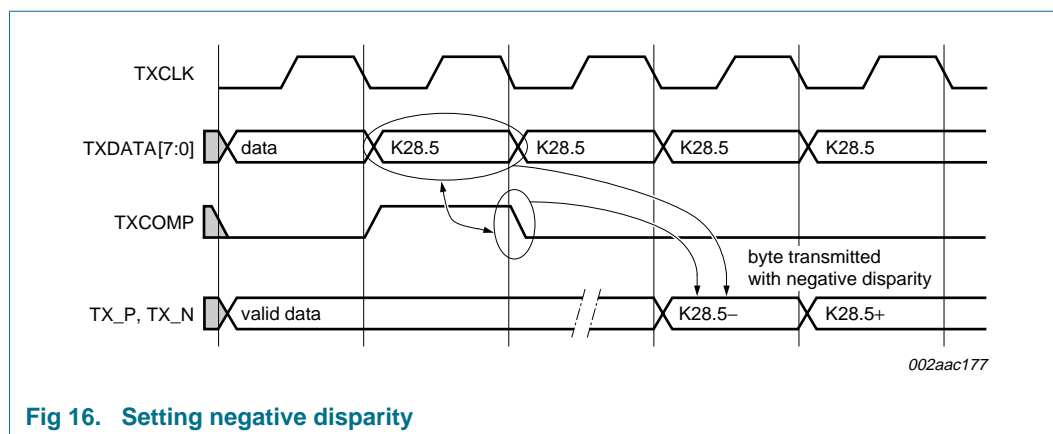 TXCLK
TXDATA[7:0] data K28.5 K28.5 K28.5 K28.5
TXCOMP
byte transmitted
with negative disparity
TX_P, TX_N valid data K28.5− K28.5+
002aac177
Fig 16. Setting negative disparity